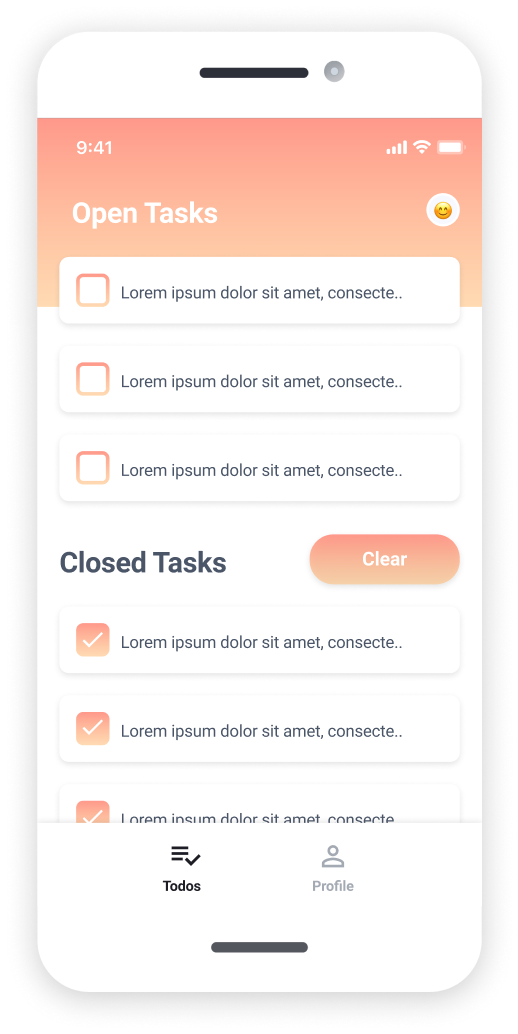 9:41
Open Tasks
Lorem ipsum dolor sit amet, consecte..
Lorem ipsum dolor sit amet, consecte..
Lorem ipsum dolor sit amet, consecte..
Closed Tasks
Clear
Lorem ipsum dolor sit amet, consecte..
Lorem ipsum dolor sit amet, consecte..
Lorem ipsum dolor sit amet, consecte..
Todos
Profile